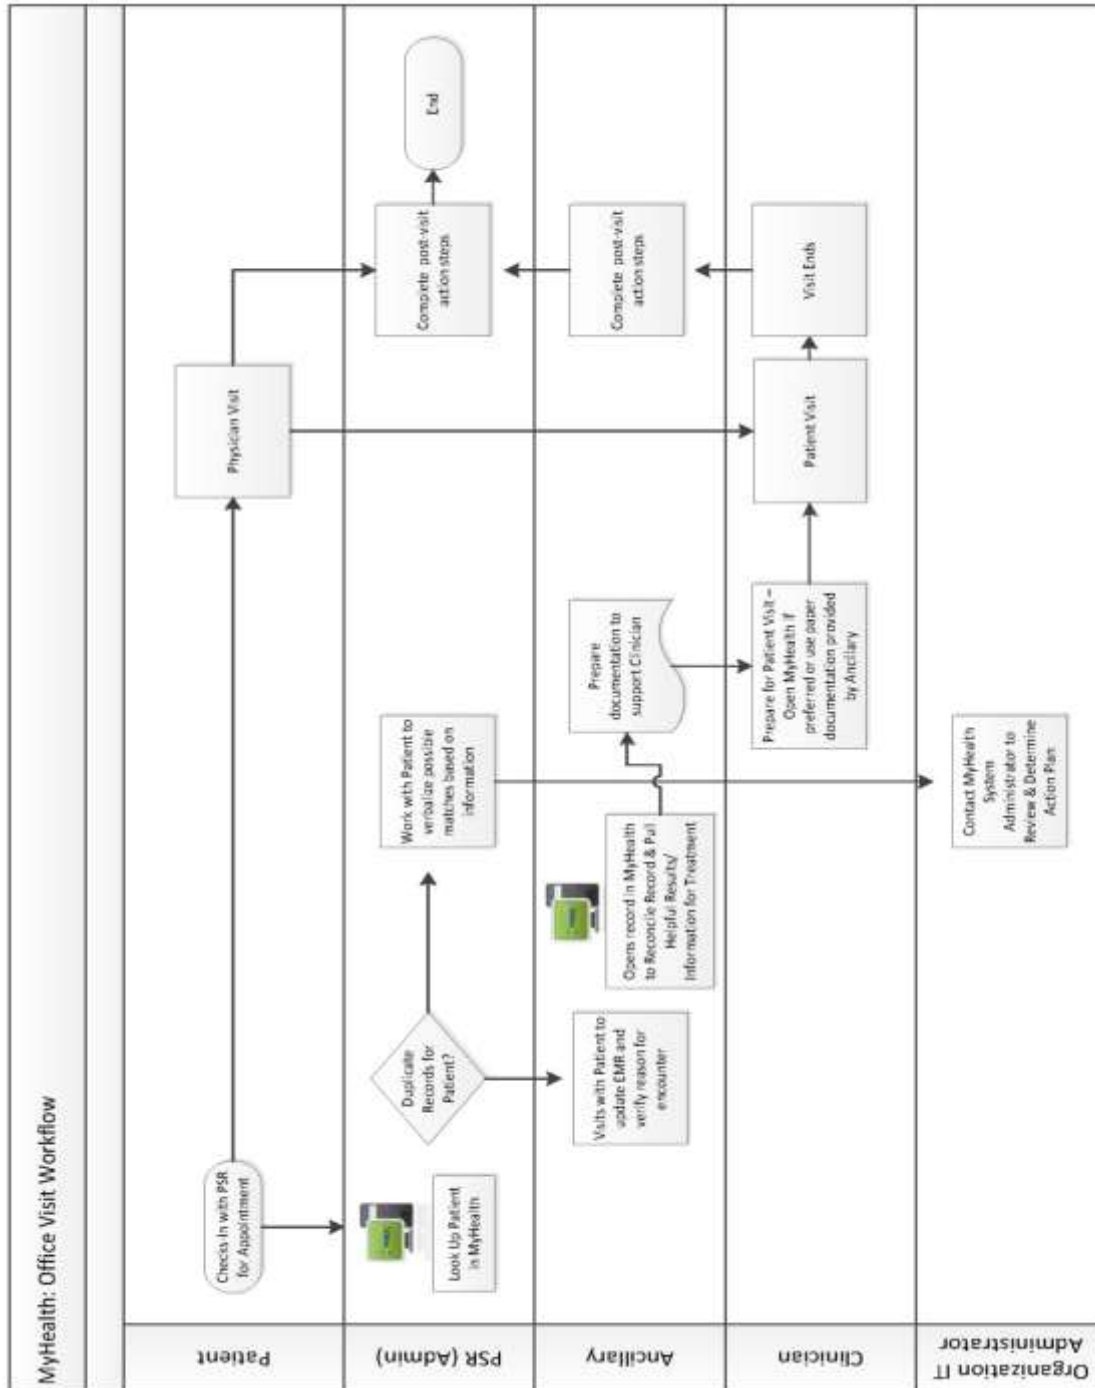 MyHealth: Office Visit Workflow
Patient
Checks-In with PSR
for Appointment
Physician Visit
PSR (Admin)
Look Up Patient
in MyHealth
Duplicate
Records for
Patient?
Work with Patient to
verbalize possible
matches based on
information
Complete post-visit
action steps
End
Ancillary
Visits with Patient to
update EMR and
verify reason for
encounter
Opens record in MyHealth
to Reconcile Record & Pull
Helpful Results/
Information for Treatment
Prepare
documentation to
support Clinician
Complete post-visit
action steps
Clinician
Prepare for Patient Visit –
Open MyHealth if
preferred or use paper
documentation provided
by Ancillary
Patient Visit
Visit Ends
Organization IT
Administrator
Contact MyHealth
System
Administrator to
Review & Determine
Action Plan